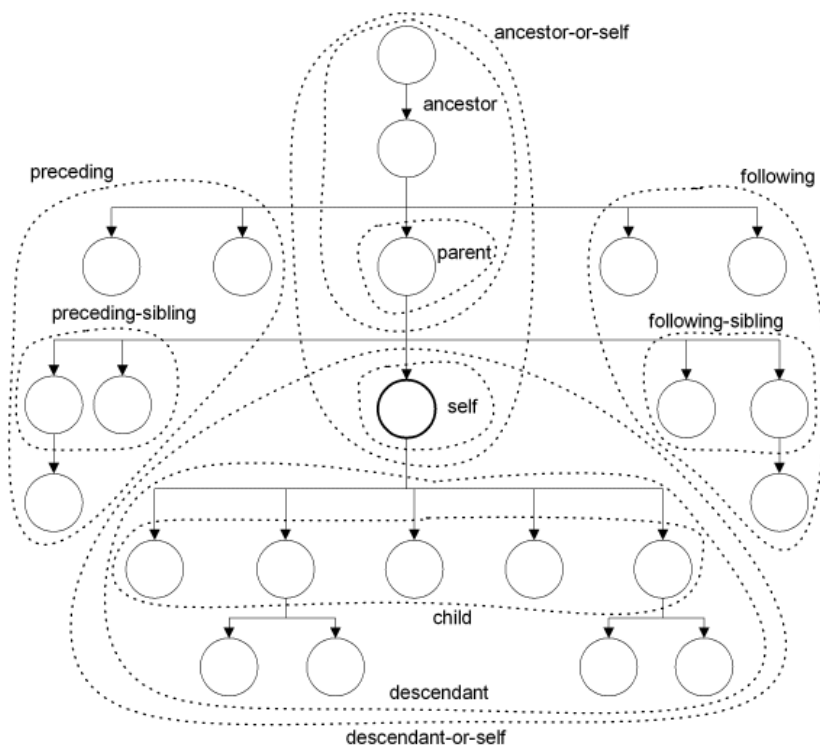 ancestor-or-self
ancestor
preceding
following
parent
preceding-sibling
following-sibling
self
child
descendant
descendant-or-self